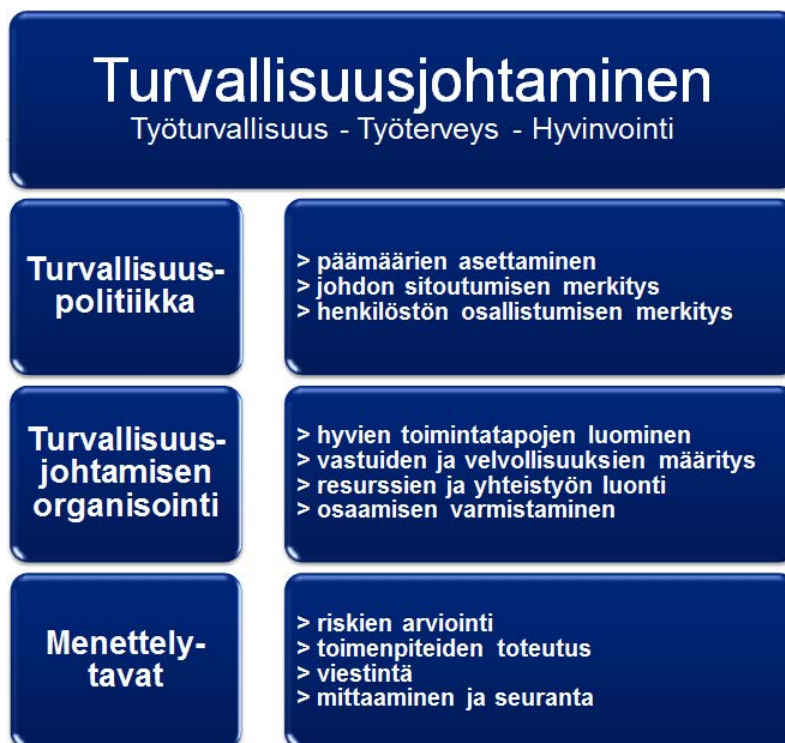 Turvallisuusjohtaminen
Työturvallisuus - Työterveys - Hyvinvointi
Turvallisuus-
politiikka
> päämäärien asettaminen
> johdon sitoutumisen merkitys
> henkilöstön osallistumisen merkitys
Turvallisuus-
johtamisen
organisointi
> hyvien toimintatapojen luominen
> vastuiden ja velvollisuuksien määritys
> resurssien ja yhteistyön luonti
> osaamisen varmistaminen
Menettely-
tavat
> riskien arviointi
> toimenpiteiden toteutus
> viestintä
> mittaaminen ja seuranta